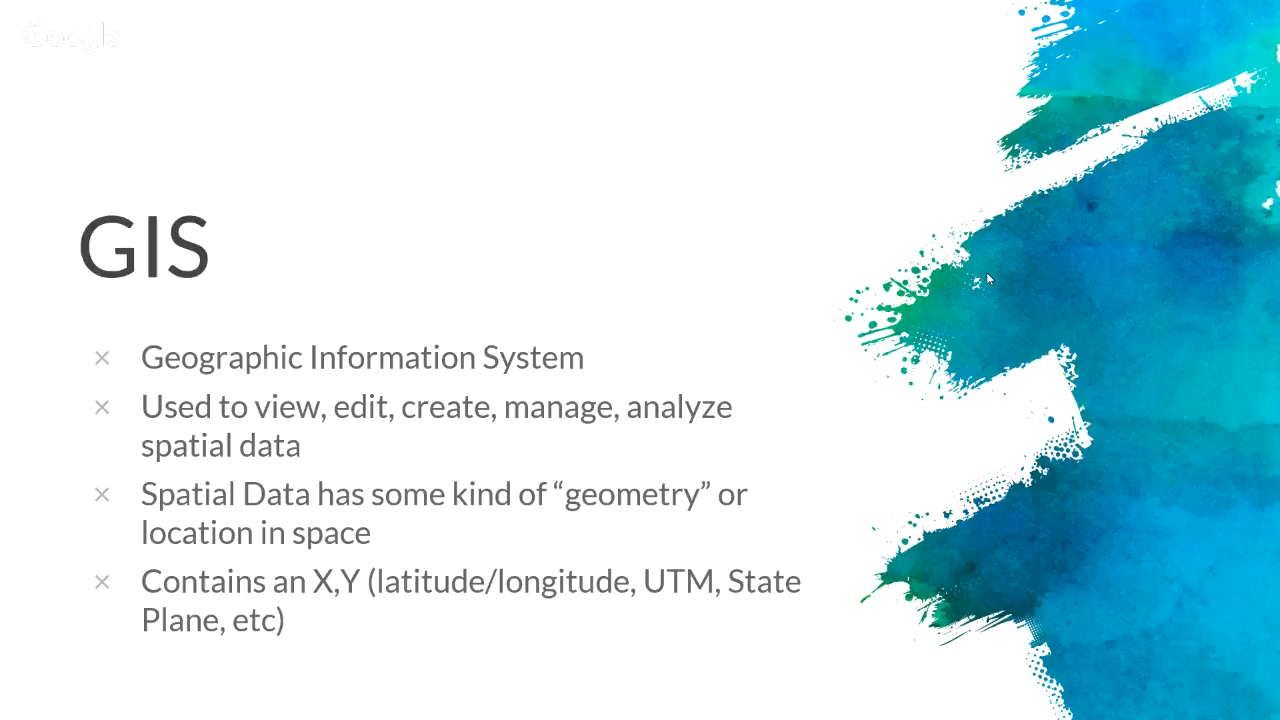 Google
GIS
× Geographic Information System
× Used to view, edit, create, manage, analyze
spatial data
× Spatial Data has some kind of “geometry” or
location in space
× Contains an X,Y (latitude/longitude, UTM, State
Plane, etc)